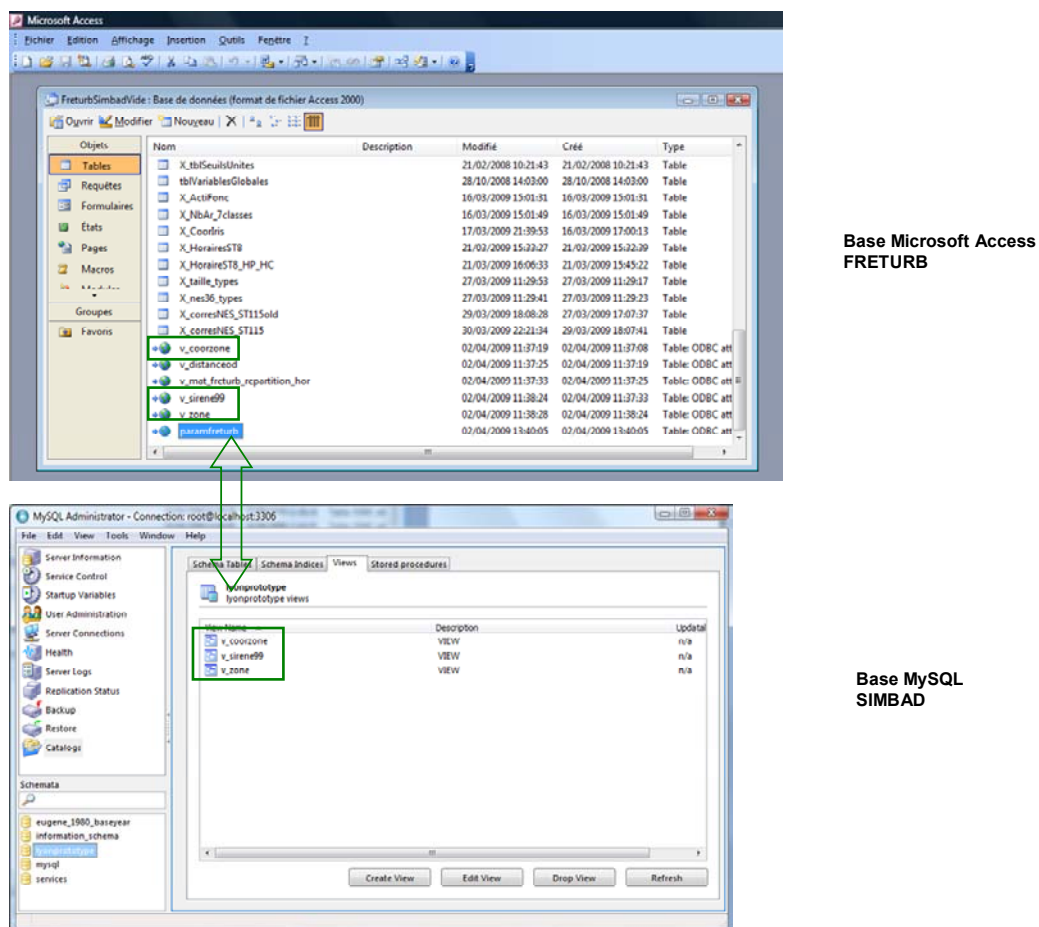 Microsoft Access
Fichier Edition Affichage Insertion Outils Fenêtre ?
FreturbSimbadVide : Base de données (format de fichier Access 2000)
Ouvrir Modifier Nouveau
Objets
Tables
Requêtes
Formulaires
États
Pages
Macros
Modules
Groupes
Favoris
Nom Description Modifié Créé Type
X_tblSeuilsUnites 21/02/2008 10:21:43 21/02/2008 10:21:43 Table
tblVariablesGlobales 28/10/2008 14:03:00 28/10/2008 14:03:00 Table
X_ActiFonc 16/03/2009 15:01:31 16/03/2009 15:01:31 Table
X_NbAr_7classes 16/03/2009 15:01:49 16/03/2009 15:01:49 Table
X_CoorIris 17/03/2009 21:39:53 16/03/2009 17:00:13 Table
X_HorairesST8 21/03/2009 15:33:27 21/03/2009 15:32:39 Table
X_HoraireST8_HP_HC 21/03/2009 16:06:33 21/03/2009 15:45:22 Table
X_taille_types 27/03/2009 11:29:53 27/03/2009 11:29:17 Table
X_nes36_types 27/03/2009 11:29:41 27/03/2009 11:29:23 Table
X_corresNES_ST115old 29/03/2009 18:08:28 27/03/2009 17:07:37 Table
X_corresNES_ST115 30/03/2009 22:21:34 29/03/2009 18:07:41 Table
v_coorzone 02/04/2009 11:37:19 02/04/2009 11:37:08 Table: ODBC att
v_distanceod 02/04/2009 11:37:25 02/04/2009 11:37:19 Table: ODBC att
v_mat_freturb_repartition_hor 02/04/2009 11:37:33 02/04/2009 11:37:25 Table: ODBC att
v_sirene99 02/04/2009 11:38:24 02/04/2009 11:37:33 Table: ODBC att
v_zone 02/04/2009 11:38:28 02/04/2009 11:38:24 Table: ODBC att
paramfreturb 02/04/2009 13:40:05 02/04/2009 13:40:05 Table: ODBC att
Base Microsoft Access
FRETURB
MySQL Administrator - Connection: root@localhost:3306
File Edit View Tools Window Help
Server Information
Service Control
Startup Variables
User Administration
Server Connections
Health
Server Logs
Replication Status
Backup
Restore
Catalogs
Schemata
eugene_1980_baseyear
information_schema
lyonprototype
mysql
services
Schema Tables Schema Indices Views Stored procedures
lyonprototype
lyonprototype views
View Name Description Updatal
v_coorzone VIEW n/a
v_sirene99 VIEW n/a
v_zone VIEW n/a
Create View Edit View Drop View Refresh
Base MySQL
SIMBAD